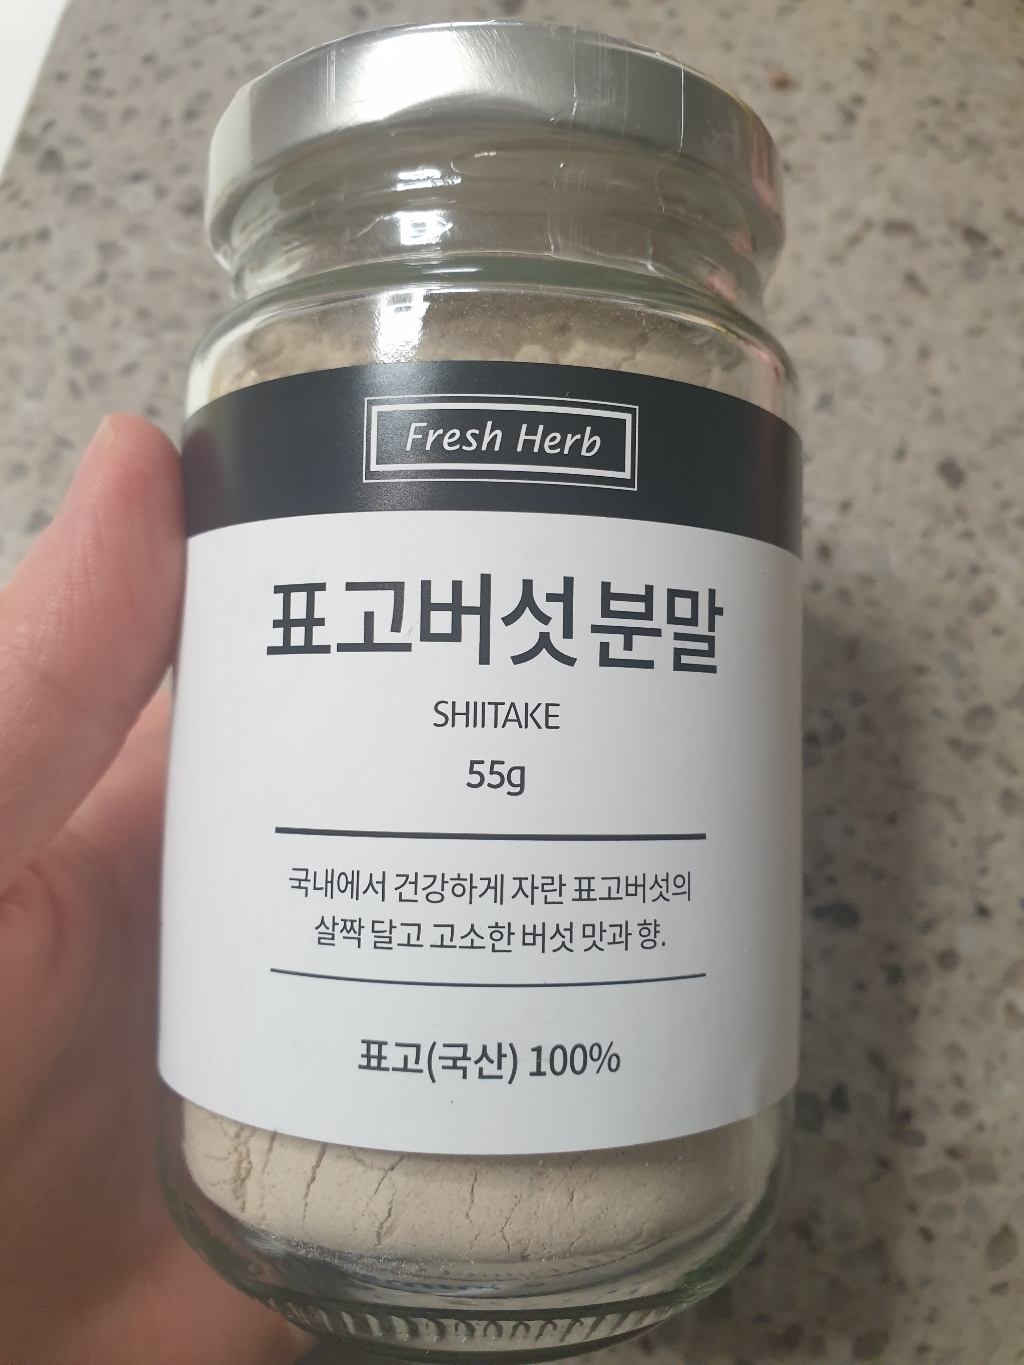 Fresh Herb
표고버섯 분말
SHIITAKE
55g
국내에서 건강하게 자란 표고버섯의
살짝 달고 고소한 버섯 맛과 향.
표고(국산) 100%